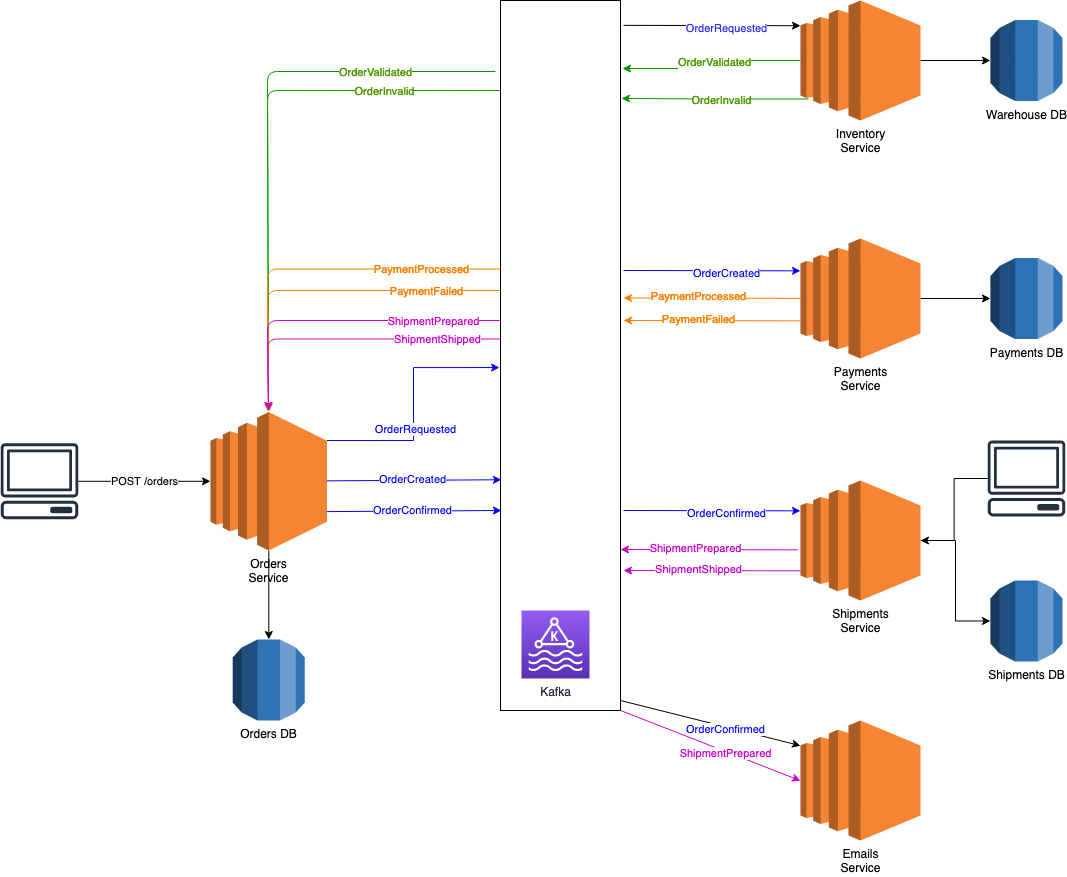 OrderRequested
OrderValidated
OrderInvalid
Inventory
Service
Warehouse DB
OrderValidated
OrderInvalid
PaymentProcessed
PaymentFailed
ShipmentPrepared
ShipmentShipped
OrderRequested
OrderCreated
OrderConfirmed
POST /orders
Orders
Service
Orders DB
OrderCreated
PaymentProcessed
PaymentFailed
Payments
Service
Payments DB
OrderConfirmed
ShipmentPrepared
ShipmentShipped
Shipments
Service
Shipments DB
K
Kafka
OrderConfirmed
ShipmentPrepared
Emails
Service